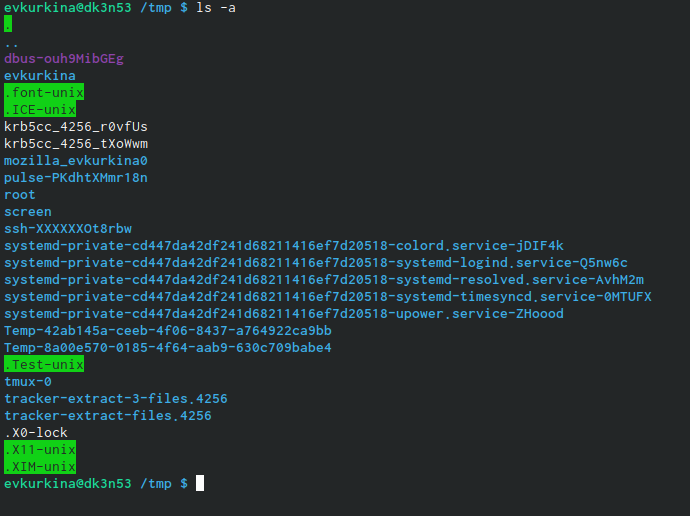 evkurkina@dk3n53 /tmp $ ls -a
.
..
dbus-ouh9MibGEg
evkurkina
.font-unix
.ICE-unix
krb5cc_4256_r0vfUs
krb5cc_4256_tXoWwm
mozilla_evkurkina0
pulse-PKdhtXMmr18n
root
screen
ssh-XXXXXXOt8rbw
systemd-private-cd447da42df241d68211416ef7d20518-colord.service-jDIF4k
systemd-private-cd447da42df241d68211416ef7d20518-systemd-logind.service-Q5nw6c
systemd-private-cd447da42df241d68211416ef7d20518-systemd-resolved.service-AvhM2m
systemd-private-cd447da42df241d68211416ef7d20518-systemd-timesyncd.service-0MTUFX
systemd-private-cd447da42df241d68211416ef7d20518-upower.service-ZHoood
Temp-42ab145a-ceeb-4f06-8437-a764922ca9bb
Temp-8a00e570-0185-4f64-aab9-630c709babe4
.Test-unix
tmux-0
tracker-extract-3-files.4256
tracker-extract-files.4256
.X0-lock
.X11-unix
.XIM-unix
evkurkina@dk3n53 /tmp $